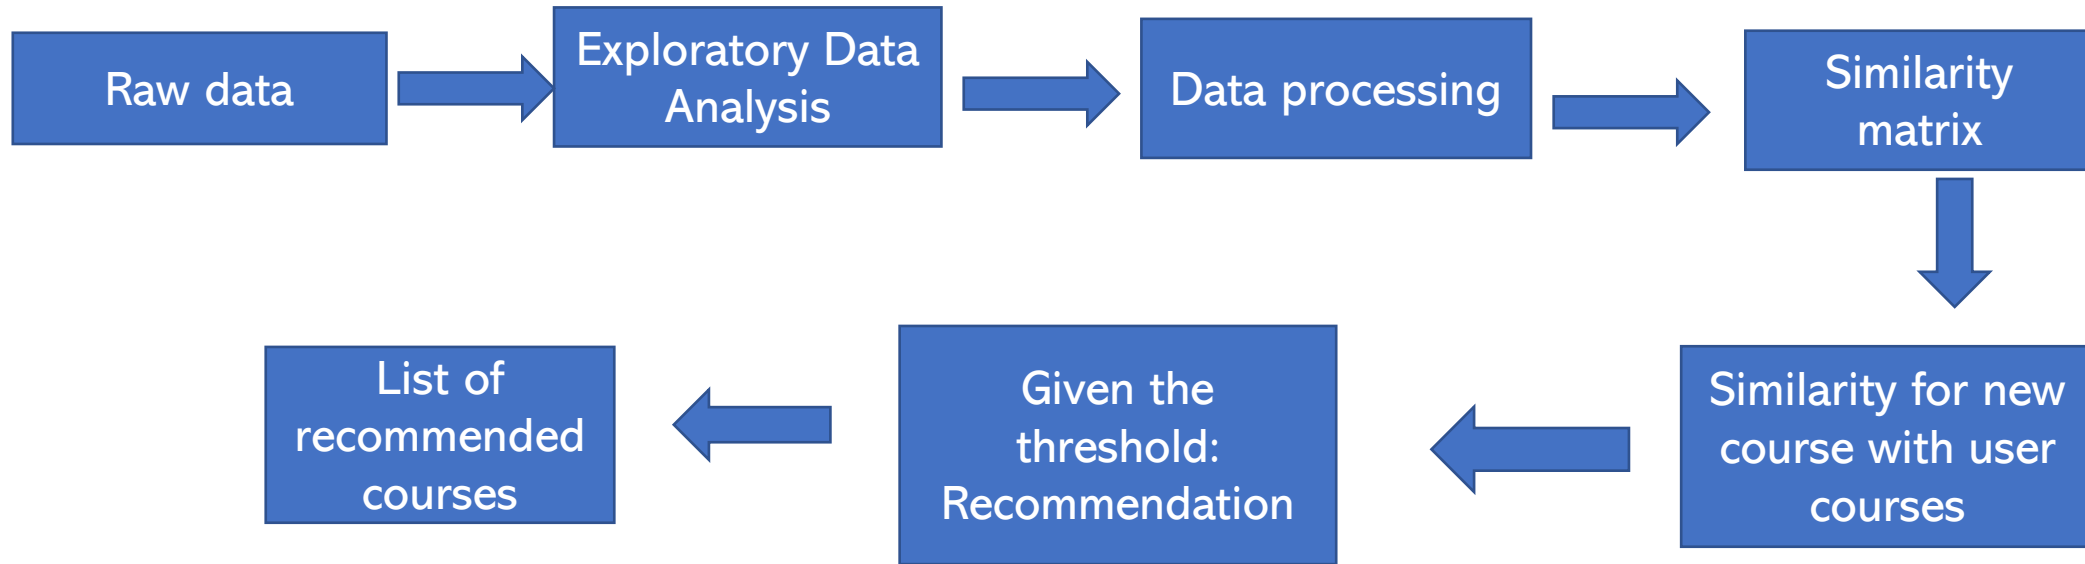 Raw data
Exploratory Data
Analysis
Data processing
Similarity
matrix
Similarity for new
course with user
courses
Given the
threshold:
Recommendation
List of
recommended
courses